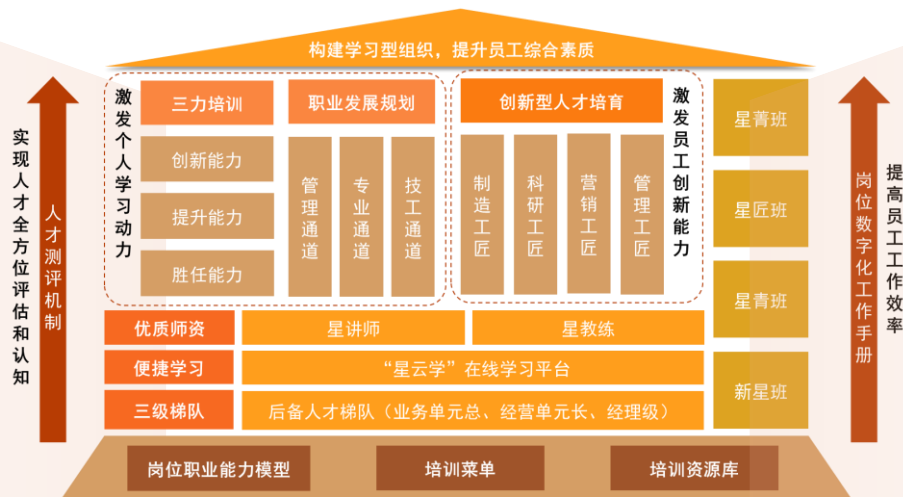 构建学习型组织，提升员工综合素质
实现人才全方位评估和认知
人才测评机制
激发个人学习动力
三力培训
创新能力
提升能力
胜任能力
职业发展规划
管理通道
专业通道
技工通道
创新型人才培育
制造工匠
科研工匠
营销工匠
管理工匠
激发员工创新能力
优质师资
星讲师
星教练
便捷学习
“星云学”在线学习平台
三级梯队
后备人才梯队（业务单元总、经营单元长、经理级）
星菁班
星匠班
星青班
新星班
岗位数字化工作手册
提高员工工作效率
岗位职业能力模型
培训菜单
培训资源库